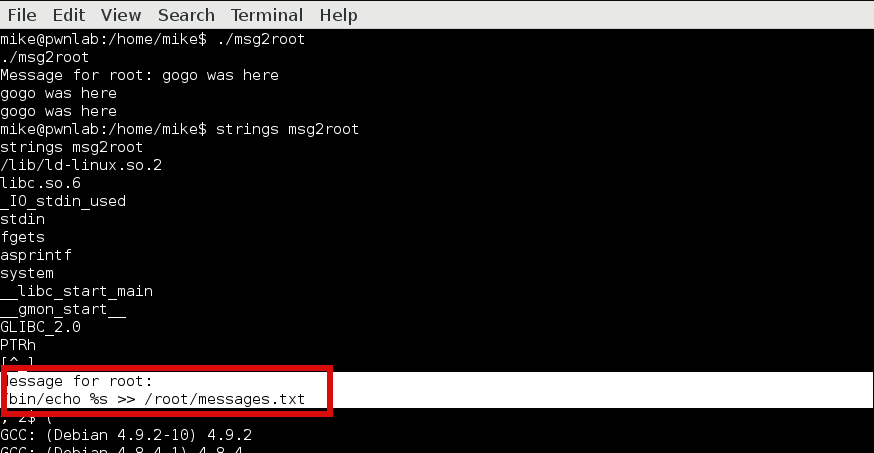 File Edit View Search Terminal Help
mike@pwnlab:/home/mike$ ./msg2root
./msg2root
Message for root: gogo was here
gogo was here
gogo was here
mike@pwnlab:/home/mike$ strings msg2root
strings msg2root
/lib/ld-linux.so.2
libc.so.6
_IO_stdin_used
stdin
fgets
asprintf
system
__libc_start_main
__gmon_start__
GLIBC_2.0
PTRh
[^_]
Message for root:
/bin/echo %s >> /root/messages.txt
; 2$" (
GCC: (Debian 4.9.2-10) 4.9.2
GCC: (Debian 4.8.4-1) 4.8.4